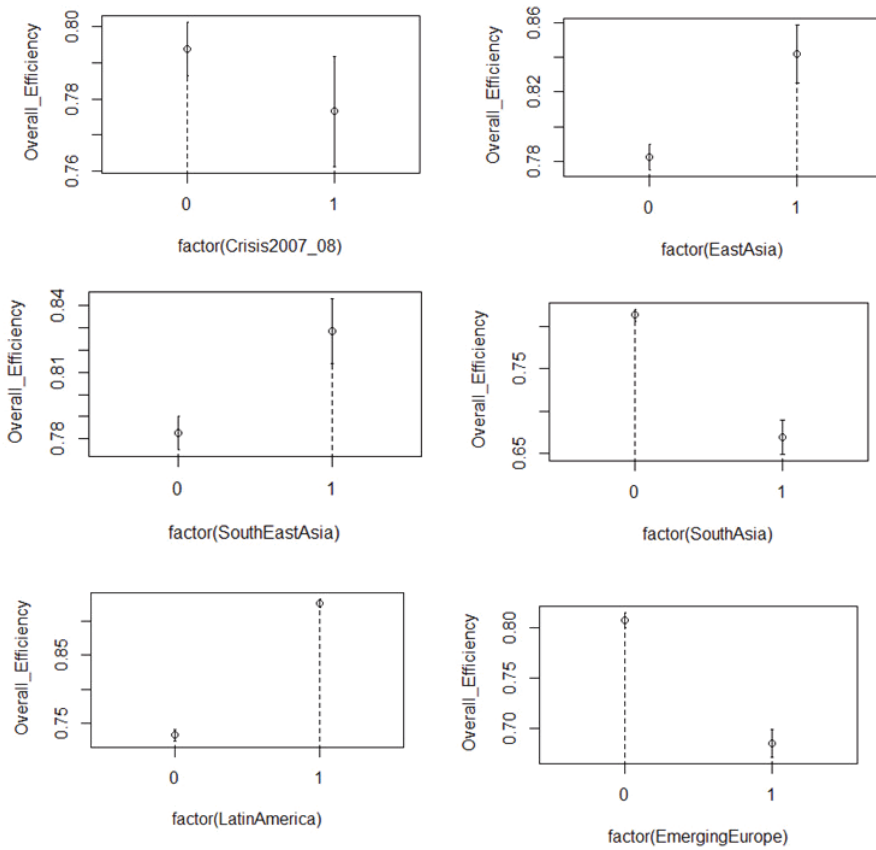 Overall_Efficiency
0.80
0.78
0.76
0 1
factor(Crisis2007_08)
Overall_Efficiency
0.86
0.82
0.78
0 1
factor(EastAsia)
Overall_Efficiency
0.84
0.81
0.78
0 1
factor(SouthEastAsia)
Overall_Efficiency
0.75
0.65
0 1
factor(SouthAsia)
Overall_Efficiency
0.85
0.75
0 1
factor(LatinAmerica)
Overall_Efficiency
0.80
0.75
0.70
0 1
factor(EmergingEurope)